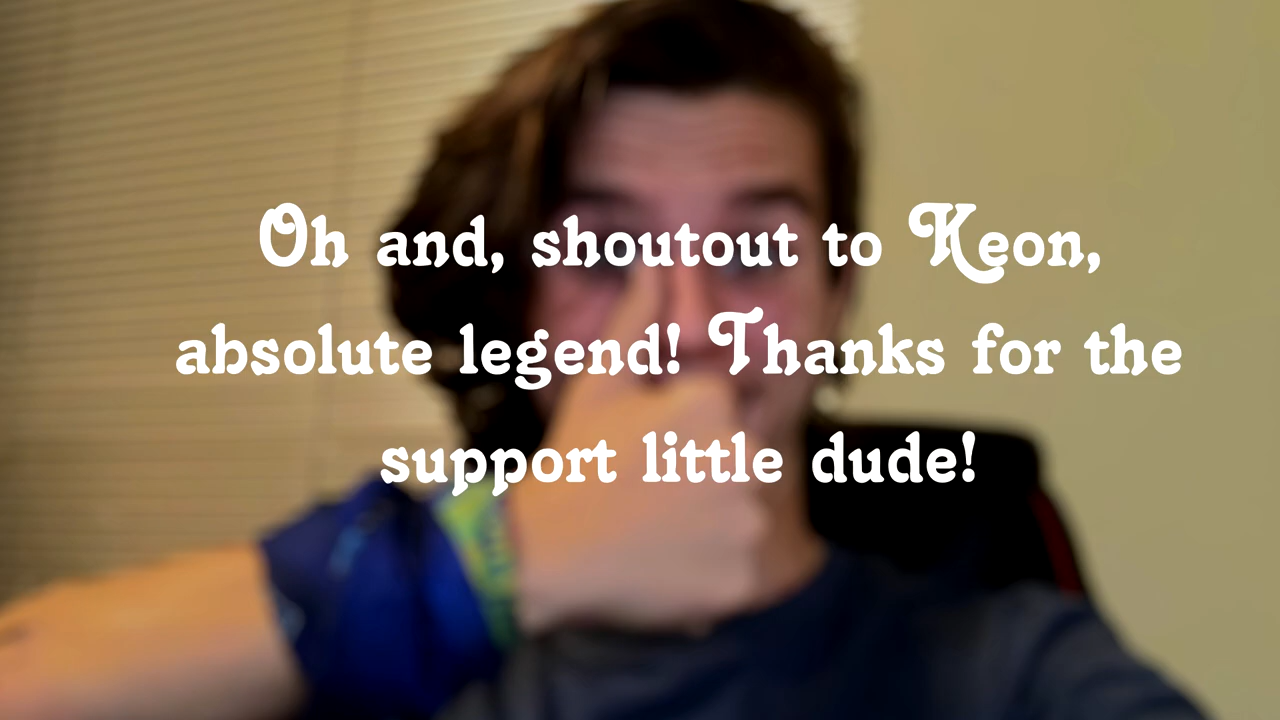 Oh and, shoutout to Keon,
absolute legend! Thanks for the
support little dude!